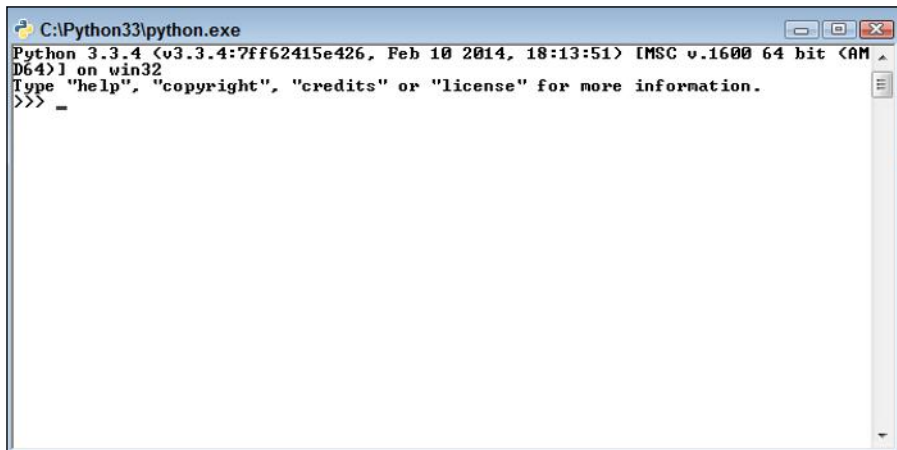 C:\Python33\python.exe
Python 3.3.4 (v3.3.4:7ff62415e426, Feb 10 2014, 18:13:51) [MSC v.1600 64 bit (AM
D64)] on win32
Type "help", "copyright", "credits" or "license" for more information.
>>> _